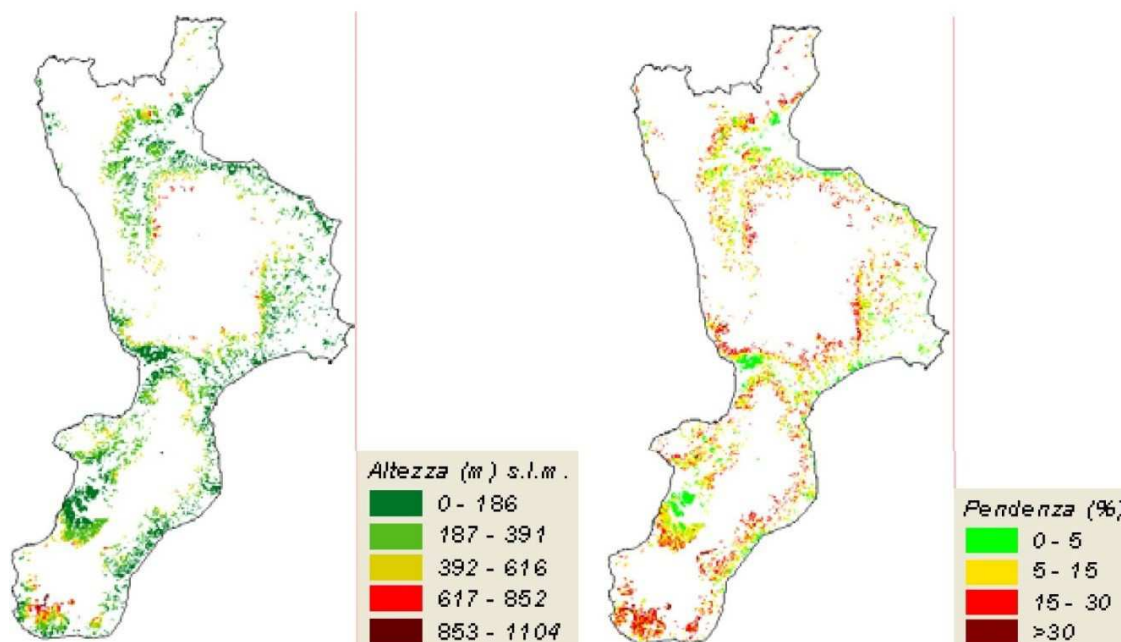 Altezza (m) s.l.m.
0 - 186
187 - 391
392 - 616
617 - 852
853 - 1104
Pendenza (%)
0 - 5
5 - 15
15 - 30
>30